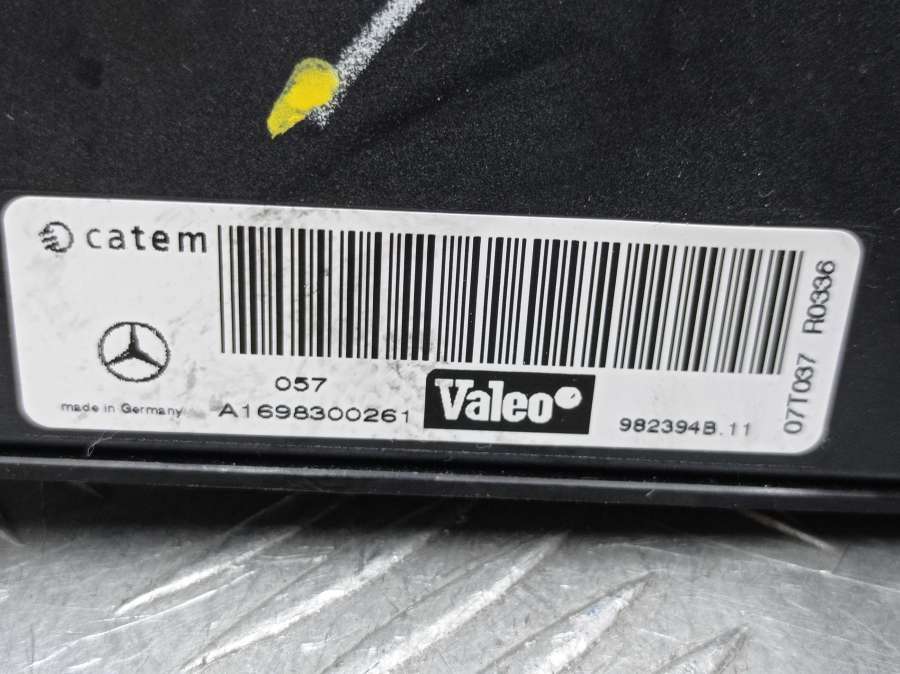 catem
057
made in Germany
A1698300261
Valeo
982394B.11
07T037 R0336